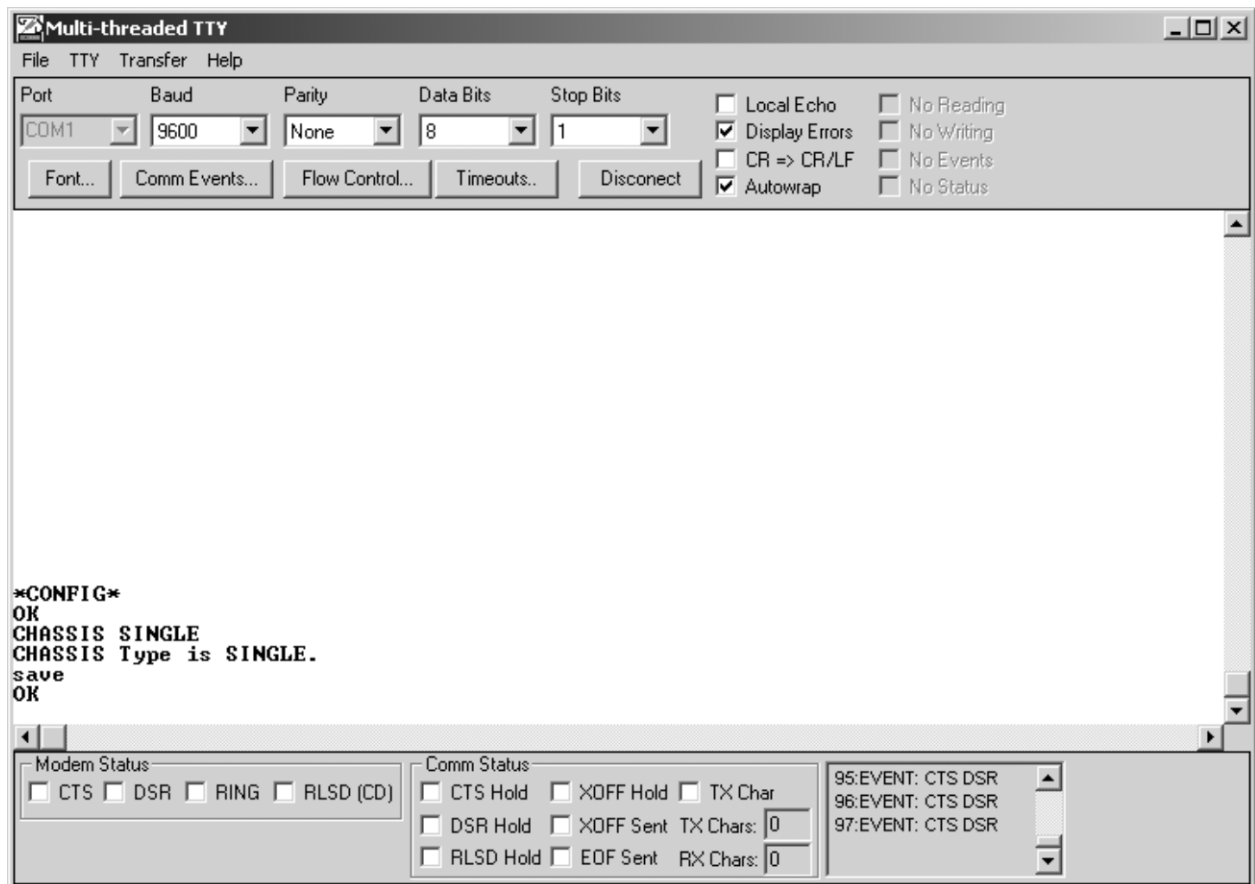 Multi-threaded TTY
File TTY Transfer Help
Port Baud Parity Data Bits Stop Bits
COM1 9600 None 8 1
Font... Comm Events... Flow Control... Timeouts.. Disconect
Local Echo No Reading
Display Errors No Writing
CR => CR/LF No Events
Autowrap No Status
*CONFIG*
OK
CHASSIS SINGLE
CHASSIS Type is SINGLE.
save
OK
Modem Status
CTS DSR RING RLSD (CD)
Comm Status
CTS Hold XOFF Hold TX Char
DSR Hold XOFF Sent TX Chars: 0
RLSD Hold EOF Sent RX Chars: 0
95:EVENT: CTS DSR
96:EVENT: CTS DSR
97:EVENT: CTS DSR